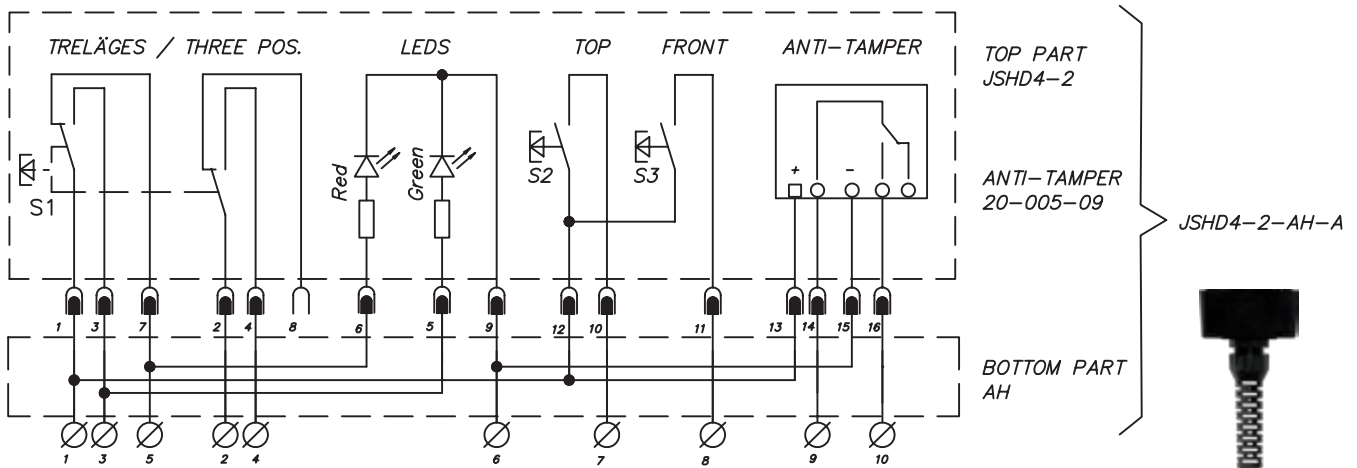 TRELÄGES / THREE POS. LEDS TOP FRONT ANTI-TAMPER
TOP PART
JSHD4-2
Red
Green
S1
S2
S3
+ -
ANTI-TAMPER
20-005-09
JSHD4-2-AH-A
1 3 7 2 4 8 6 5 9 12 10 11 13 14 15 16
BOTTOM PART
AH
1 3 5 2 4 6 7 8 9 10